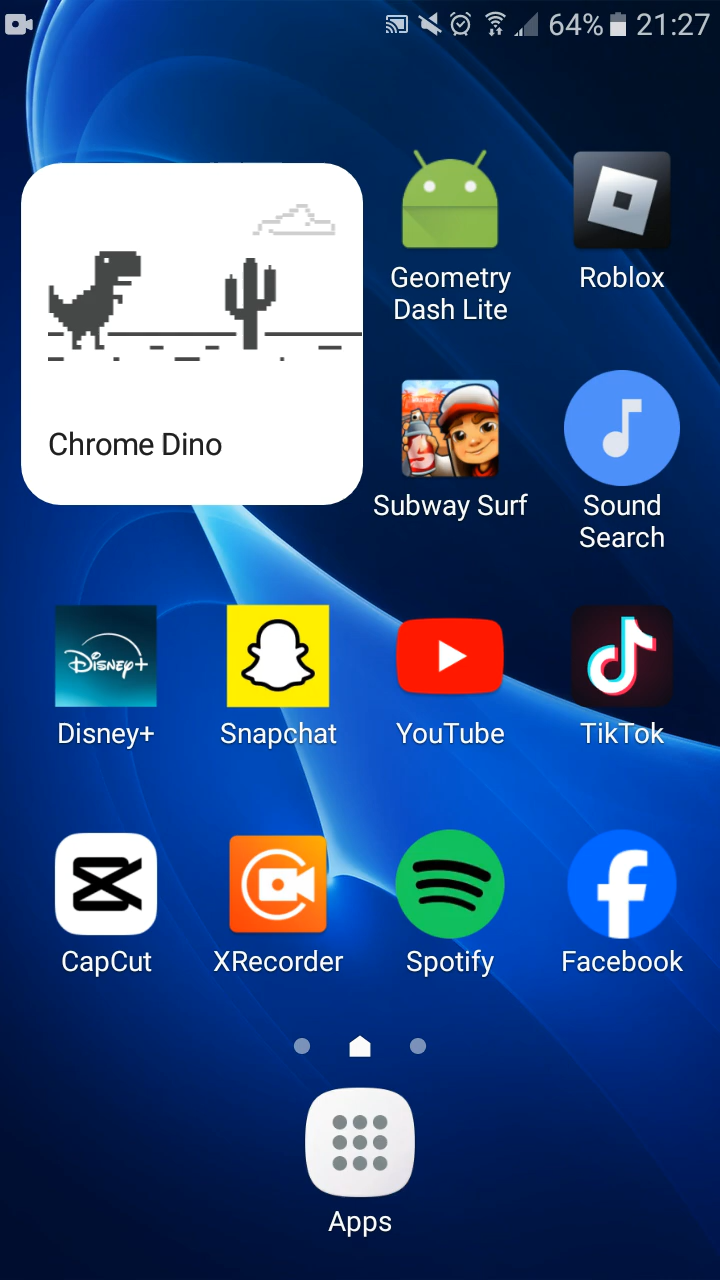 64% 21:27
Geometry
Dash Lite
Roblox
Chrome Dino
Subway Surf
Sound
Search
Disney+
Disney+
Snapchat
YouTube
TikTok
CapCut
XRecorder
Spotify
Facebook
Apps